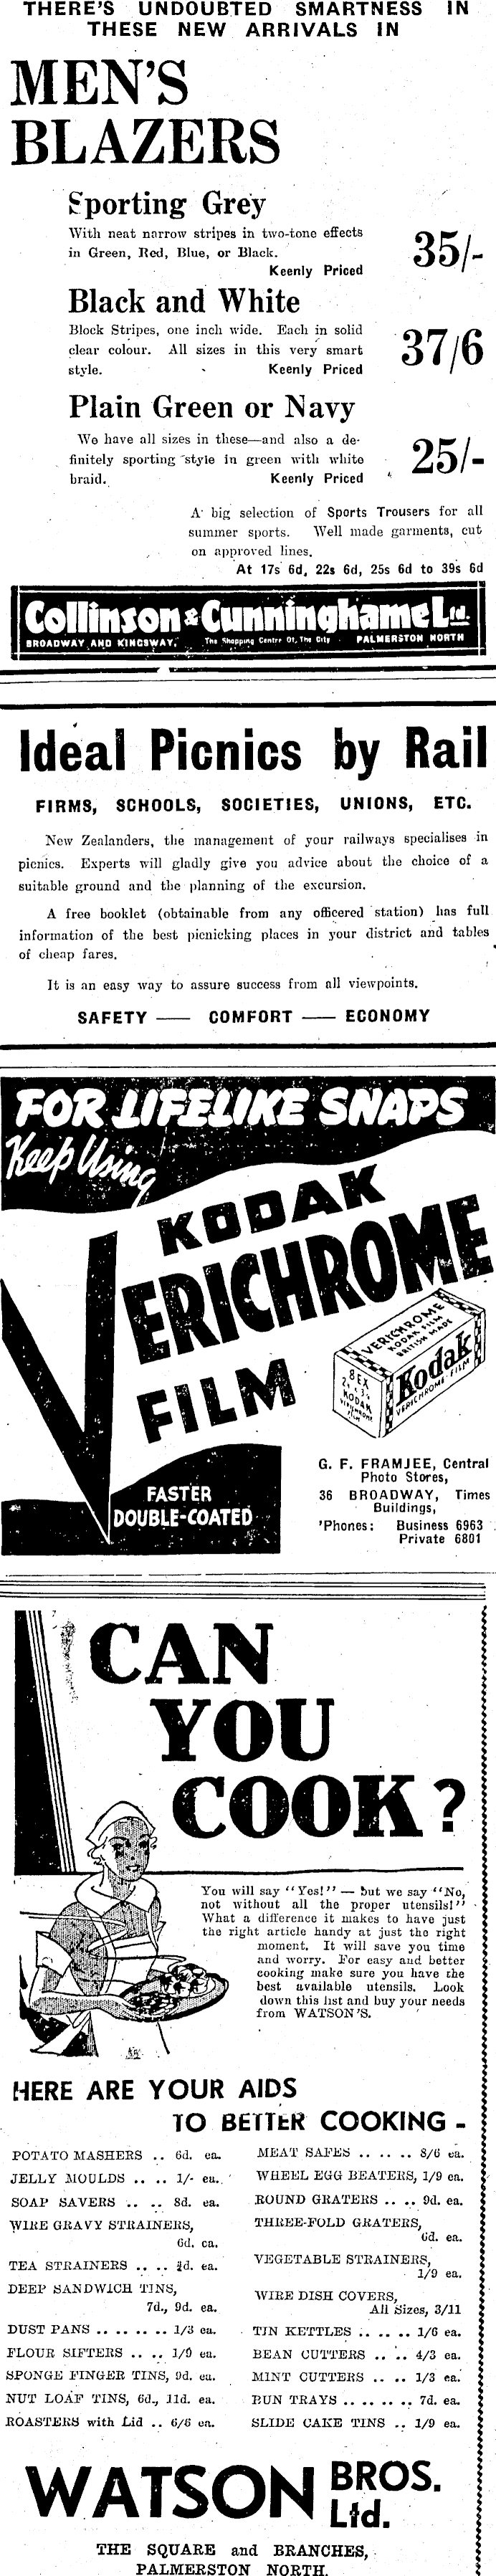 THERE'S UNDOUBTED SMARTNESS IN
THESE NEW ARRIVALS IN
MEN'S
BLAZERS
Sporting Grey
With neat narrow stripes in two-tone effects
in Green, Red, Blue, or Black.
Keenly Priced
35/-
Black and White
Block Stripes, one inch wide. Each in solid
clear colour. All sizes in this very smart
style.
Keenly Priced
37/6
Plain Green or Navy
We have all sizes in these—and also a de-
finitely sporting style in green with white
braid.
Keenly Priced
25/-
A big selection of Sports Trousers for all
summer sports. Well made garments, cut
on approved lines.
At 17s 6d, 22s 6d, 25s 6d to 39s 6d
Collinson & Cunninghame Ltd.
BROADWAY AND KINGSWAY. The Shopping Centre Of The City PALMERSTON NORTH
Ideal Picnics by Rail
FIRMS, SCHOOLS, SOCIETIES, UNIONS, ETC.
New Zealanders, the management of your railways specialises in
picnics. Experts will gladly give you advice about the choice of a
suitable ground and the planning of the excursion.
A free booklet (obtainable from any officered station) has full
information of the best picnicking places in your district and tables
of cheap fares.
It is an easy way to assure success from all viewpoints.
SAFETY — COMFORT — ECONOMY
FOR LIFELIKE SNAPS
Keep Using
KODAK
VERICHROME
FILM
VERICHROME
KODAK FILM
BRITISH MADE
8 EX
KODAK
VERICHROME
FILM
Kodak
VERICHROME FILM
FASTER
DOUBLE-COATED
G. F. FRAMJEE, Central
Photo Stores,
36 BROADWAY, Times
Buildings,
'Phones: Business 6963
Private 6801
CAN
YOU
COOK?
You will say "Yes!" — but we say "No,
not without all the proper utensils!"
What a difference it makes to have just
the right article handy at just the right
moment. It will save you time
and worry. For easy and better
cooking make sure you have the
best available utensils. Look
down this list and buy your needs
from WATSON'S.
HERE ARE YOUR AIDS
TO BETTER COOKING -
POTATO MASHERS .. 6d. ea.
JELLY MOULDS .. .. 1/- ea.
SOAP SAVERS .. .. 8d. ea.
WIRE GRAVY STRAINERS,
6d. ea.
TEA STRAINERS .. .. d. ea.
DEEP SANDWICH TINS,
7d., 9d. ea.
DUST PANS .. .. .. .. 1/3 ea.
FLOUR SIFTERS .. .. 1/9 ea.
SPONGE FINGER TINS, 9d. ea.
NUT LOAF TINS, 6d., 11d. ea.
ROASTERS with Lid .. 6/6 ea.
MEAT SAFES .. .. .. 8/6 ea.
WHEEL EGG BEATERS, 1/9 ea.
ROUND GRATERS .. .. 9d. ea.
THREE-FOLD GRATERS,
6d. ea.
VEGETABLE STRAINERS,
1/9 ea.
WIRE DISH COVERS,
All Sizes, 3/11
TIN KETTLES .. .. .. 1/6 ea.
BEAN CUTTERS .. .. 4/3 ea.
MINT CUTTERS .. .. 1/3 ea.
BUN TRAYS .. .. .. .. 7d. ea.
SLIDE CAKE TINS .. 1/9 ea.
WATSON BROS. Ltd.
THE SQUARE and BRANCHES,
PALMERSTON NORTH.